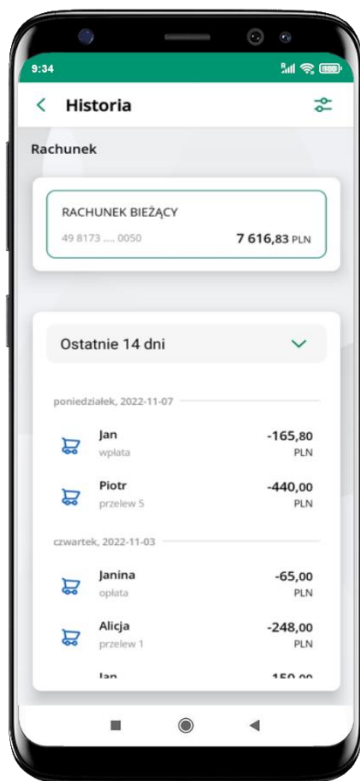 9:34
Historia
Rachunek
RACHUNEK BIEŻĄCY
49 8173 .... 0050 7 616,83 PLN
Ostatnie 14 dni
poniedziałek, 2022-11-07
Jan -165,80
wpłata PLN
Piotr -440,00
przelew 5 PLN
czwartek, 2022-11-03
Janina -65,00
opłata PLN
Alicja -248,00
przelew 1 PLN